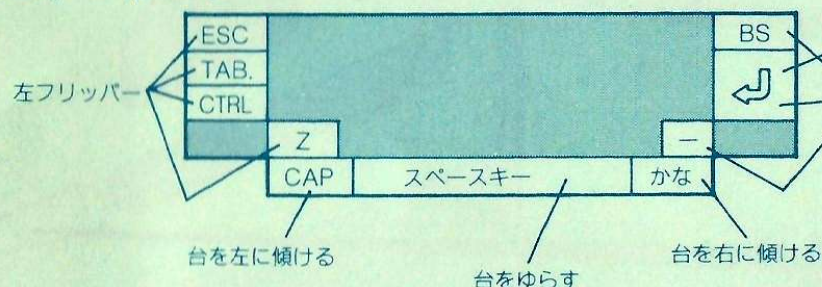 ESC
BS
TAB.
左フリッパー
CTRL
Z
ー
CAP
スペースキー
かな
台を左に傾ける
台を右に傾ける
台をゆらす